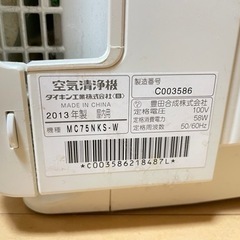 空気清浄機
ダイキン工業株式会社
MADE IN CHINA
2013年製
機種 MC75NKS-W
製造番号
C003586
豊田合成株式会社
定格電圧 100V
定格消費電力 58W
定格周波数 50/60Hz
*C003586218487L*